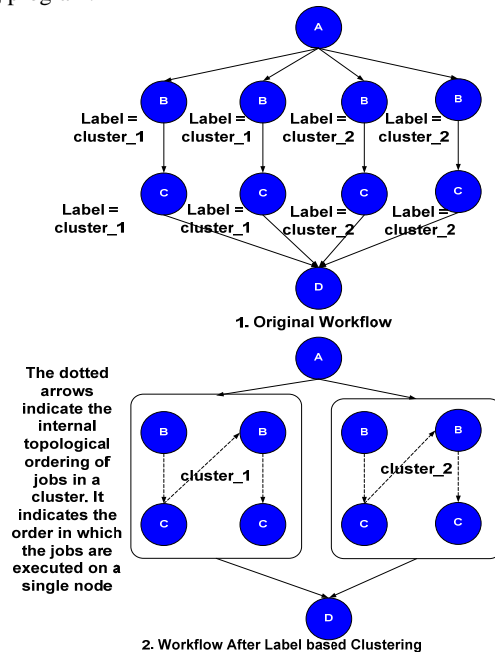 program.
A
B B B B
Label = Label = Label = Label =
cluster_1 cluster_1 cluster_2 cluster_2
C C C C
Label = Label = Label = Label =
cluster_1 cluster_1 cluster_2 cluster_2
D
1. Original Workflow
A
The dotted
arrows
indicate the
internal
topological
ordering of
jobs in a
cluster. It
indicates the
order in which
the jobs are
executed on a
single node
B B B B
cluster_1 cluster_2
C C C C
D
2. Workflow After Label based Clustering